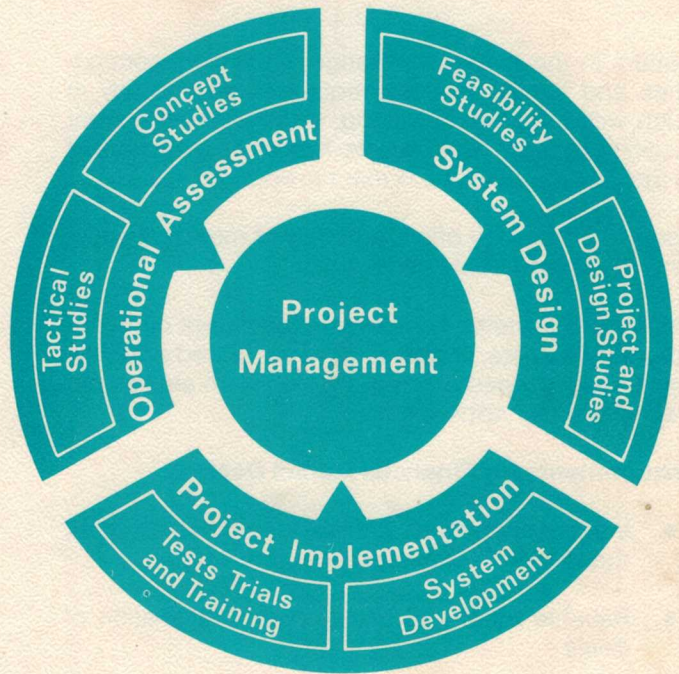 Concept
Studies
Feasibility
Studies
Operational Assessment
System Design
Tactical
Studies
Project and
Design Studies
Project
Management
Project Implementation
Tests Trials
and Training
System
Development